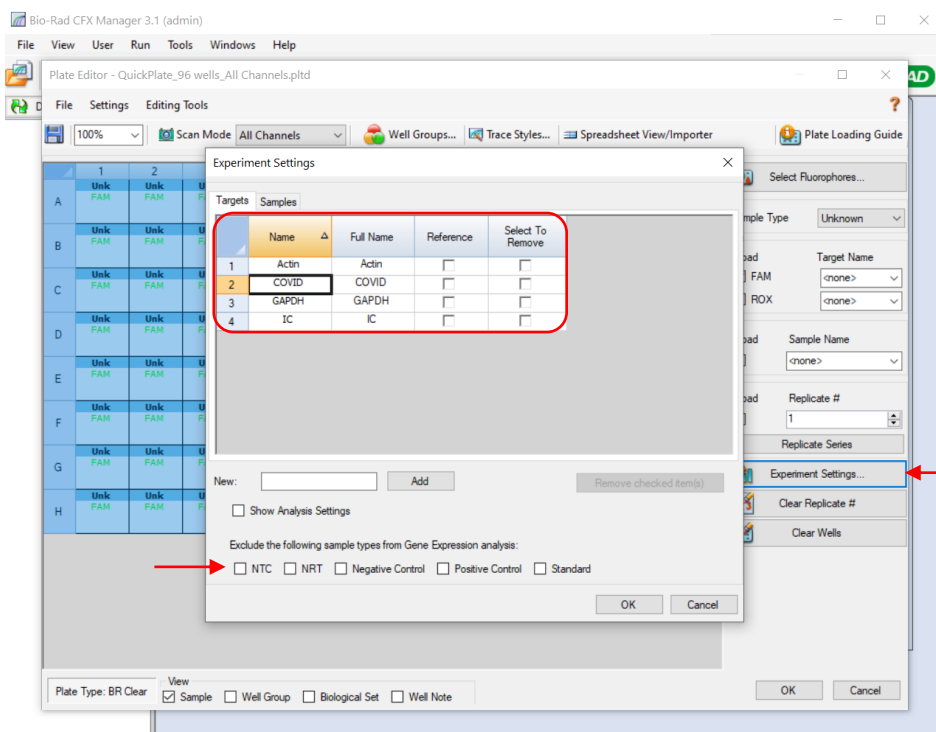 Bio-Rad CFX Manager 3.1 (admin)
File View User Run Tools Windows Help
Plate Editor - QuickPlate_96 wells_All Channels.pltd
AD
D
File Settings Editing Tools ?
100% Scan Mode All Channels Well Groups... Trace Styles... Spreadsheet View/Importer Plate Loading Guide
Experiment Settings
Targets Samples
Name Full Name Reference Select To
Remove
1 Actin Actin
2 COVID COVID
3 GAPDH GAPDH
4 IC IC
New: Add Remove checked item(s)
Show Analysis Settings
Exclude the following sample types from Gene Expression analysis:
NTC NRT Negative Control Positive Control Standard
OK Cancel
1 2
A Unk Unk U
FAM FAM F
B Unk Unk U
FAM FAM F
C Unk Unk U
FAM FAM F
D Unk Unk U
FAM FAM F
E Unk Unk U
FAM FAM F
F Unk Unk U
FAM FAM F
G Unk Unk U
FAM FAM F
H Unk Unk U
FAM FAM F
Select Fluorophores...
mple Type Unknown
oad Target Name
FAM <none>
ROX <none>
oad Sample Name
<none>
oad Replicate #
1
Replicate Series
Experiment Settings...
Clear Replicate #
Clear Wells
Plate Type: BR Clear View
Sample Well Group Biological Set Well Note
OK Cancel